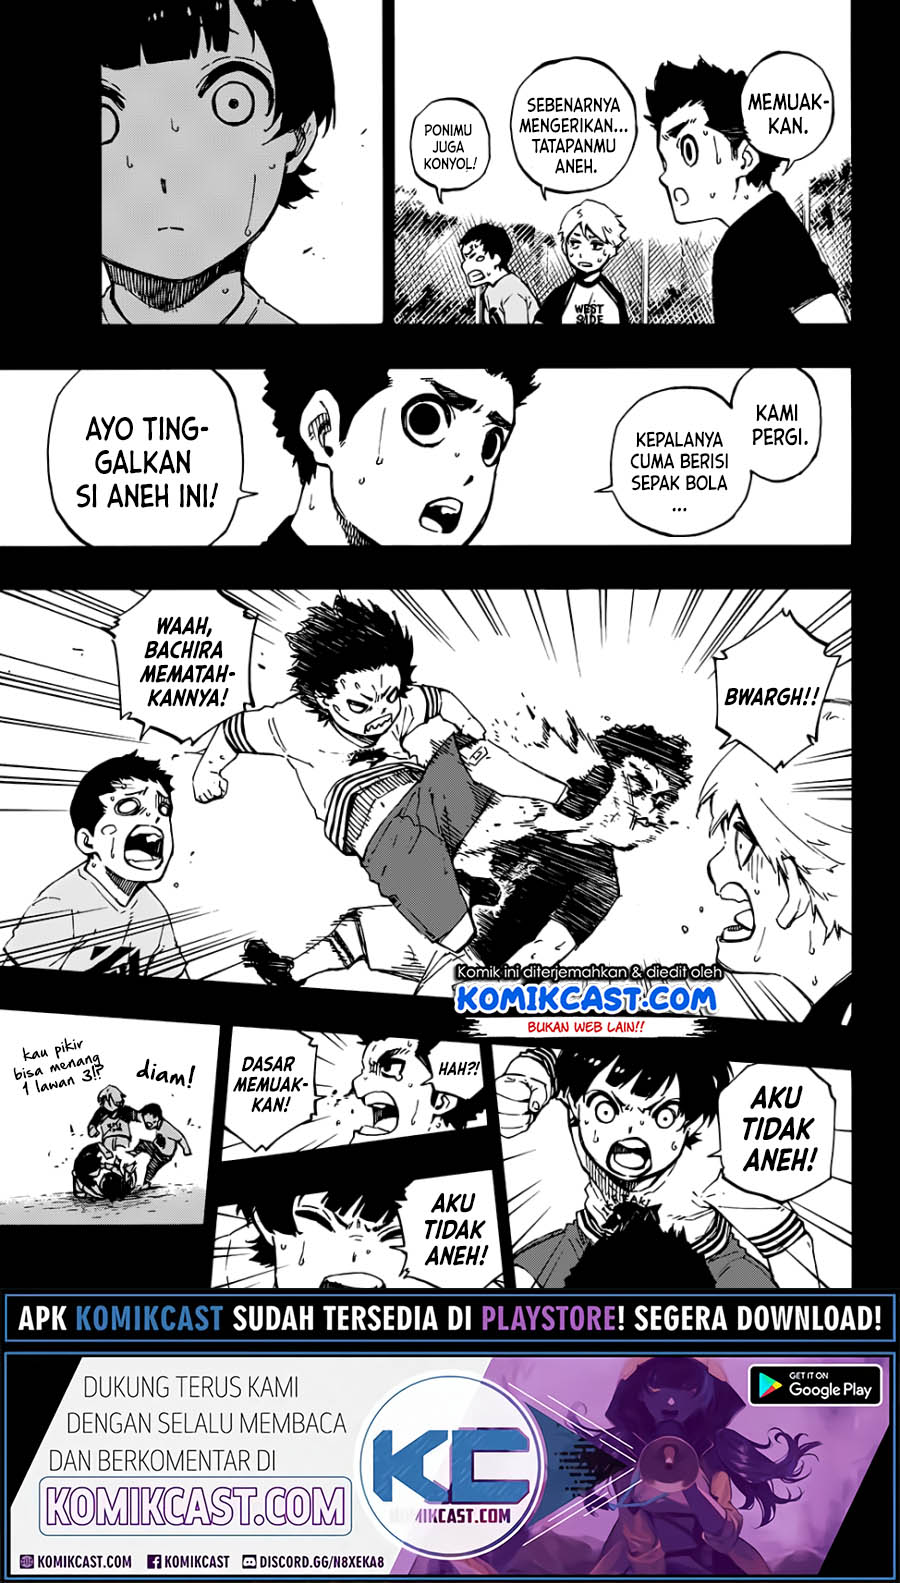 MEMUAK-
KAN.
SEBENARNYA
MENGERIKAN...
TATAPANMU
ANEH.
PONIMU
JUGA
KONYOL!
WEST
SIDE
KAMI
PERGI.
KEPALANYA
CUMA BERISI
SEPAK BOLA
...
AYO TING-
GALKAN
SI ANEH INI!
BWARGH!!
WAAH,
BACHIRA
MEMATAH-
KANNYA!
Komik ini diterjemahkan & diedit oleh
KOMIKCAST.COM
BUKAN WEB LAIN!!
AKU
TIDAK
ANEH!
HAH?!
DASAR
MEMUAK-
KAN!
AKU
TIDAK
ANEH!
diam!
kau pikir
bisa menang
1 lawan 3!?
APK KOMIKCAST SUDAH TERSEDIA DI PLAYSTORE! SEGERA DOWNLOAD!
DUKUNG TERUS KAMI
DENGAN SELALU MEMBACA
DAN BERKOMENTAR DI
KOMIKCAST.COM
KC
KOMIKCAST.COM
GET IT ON
Google Play
KOMIKCAST.COM KOMIKCAST DISCORD.GG/N8XEKA8